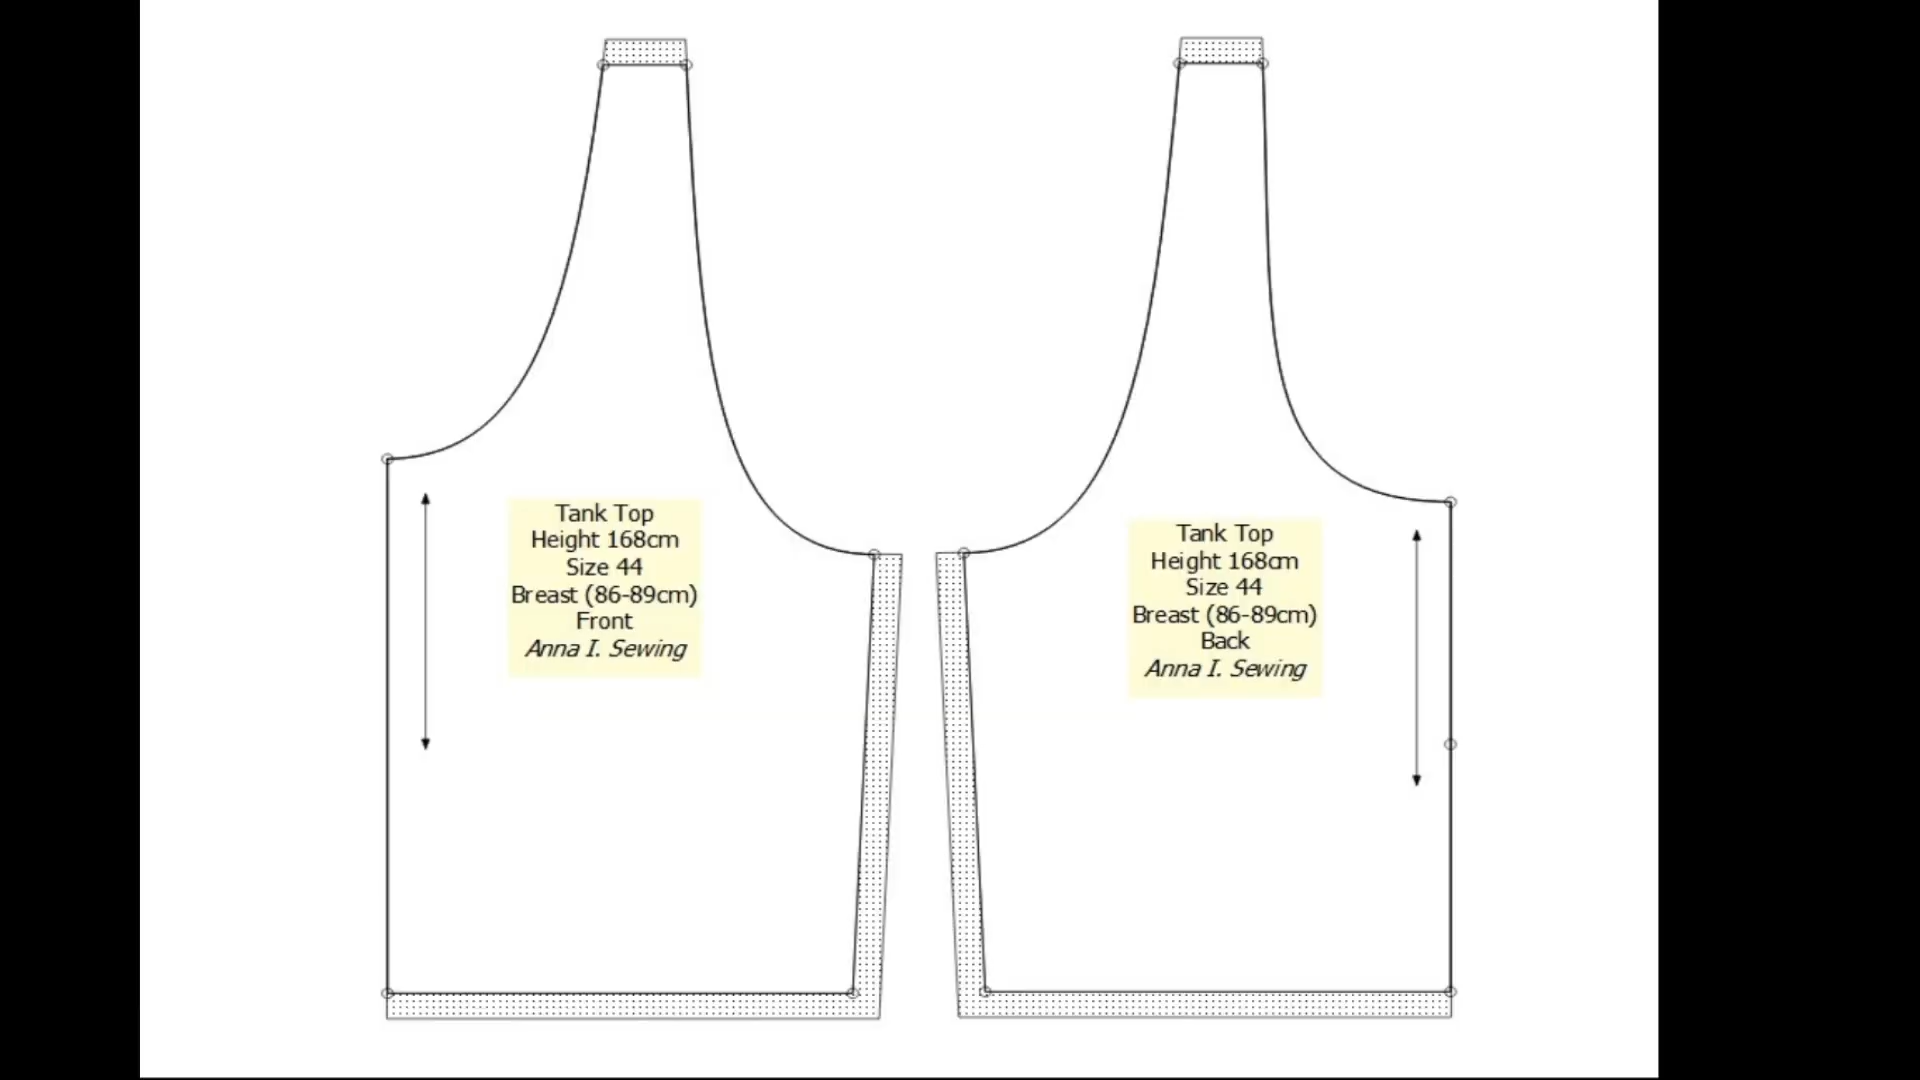 Tank Top
Height 168cm
Size 44
Breast (86-89cm)
Front
Anna I. Sewing
Tank Top
Height 168cm
Size 44
Breast (86-89cm)
Back
Anna I. Sewing